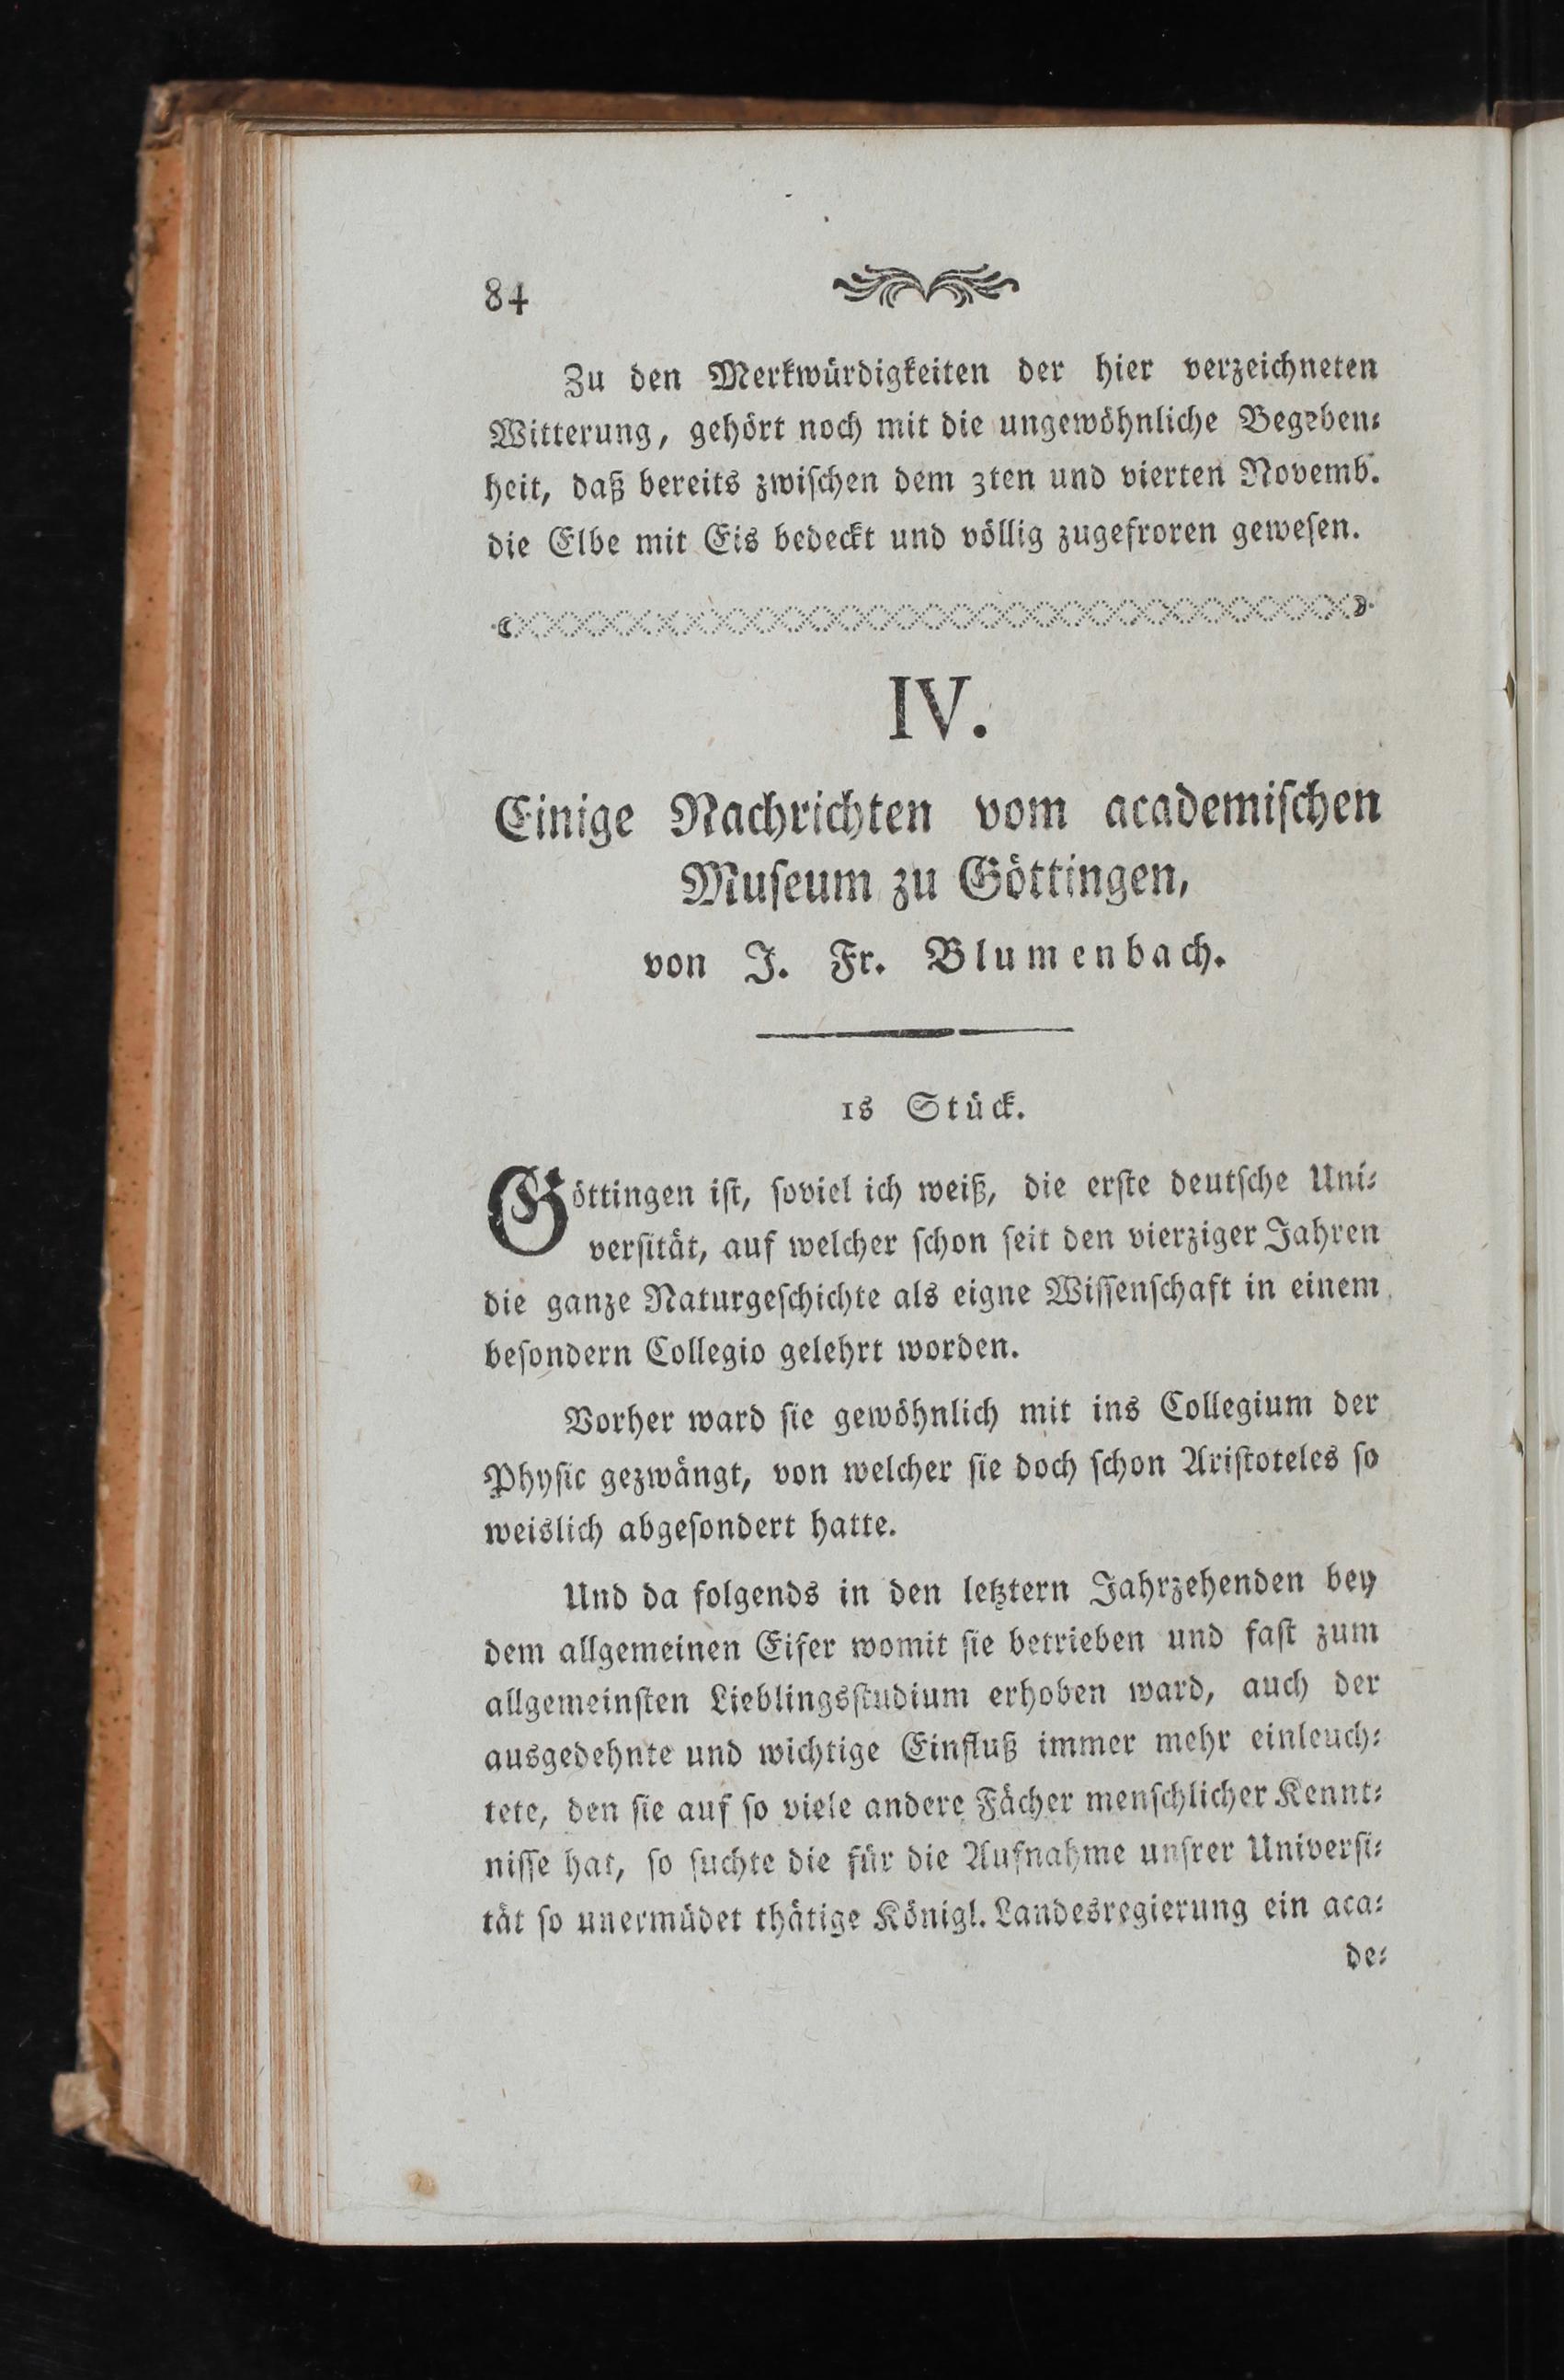 84
Zu den Merkwürdigkeiten der hier verzeichneten
Witterung, gehört noch mit die ungewöhnliche Begeben⸗
heit, daß bereits zwiſchen dem 3ten und vierten Novemb.
die Elbe mit Eis bedeckt und völlig zugefroren geweſen.
IV.
Einige Nachrichten vom academiſchen
Muſeum zu Göttingen,
von J. Fr. Blumenbach.
1s Stück.
Göttingen iſt, ſoviel ich weiß, die erſte deutſche Uni⸗
verſität, auf welcher ſchon ſeit den vierziger Jahren
die ganze Naturgeſchichte als eigne Wiſſenſchaft in einem
beſondern Collegio gelehrt worden.
Vorher ward ſie gewöhnlich mit ins Collegium der
Phyſic gezwängt, von welcher ſie doch ſchon Ariſtoteles ſo
weislich abgeſondert hatte.
Und da folgends in den letztern Jahrzehenden bey
dem allgemeinen Eifer womit ſie betrieben und faſt zum
allgemeinſten Lieblingsſtudium erhoben ward, auch der
ausgedehnte und wichtige Einfluß immer mehr einleuch⸗
tete, den ſie auf ſo viele andere Fächer menſchlicher Kennt⸗
niſſe hat, ſo ſuchte die für die Aufnahme unſrer Univerſi⸗
tät ſo unermüdet thätige Königl. Landesregierung ein aca⸗
de⸗